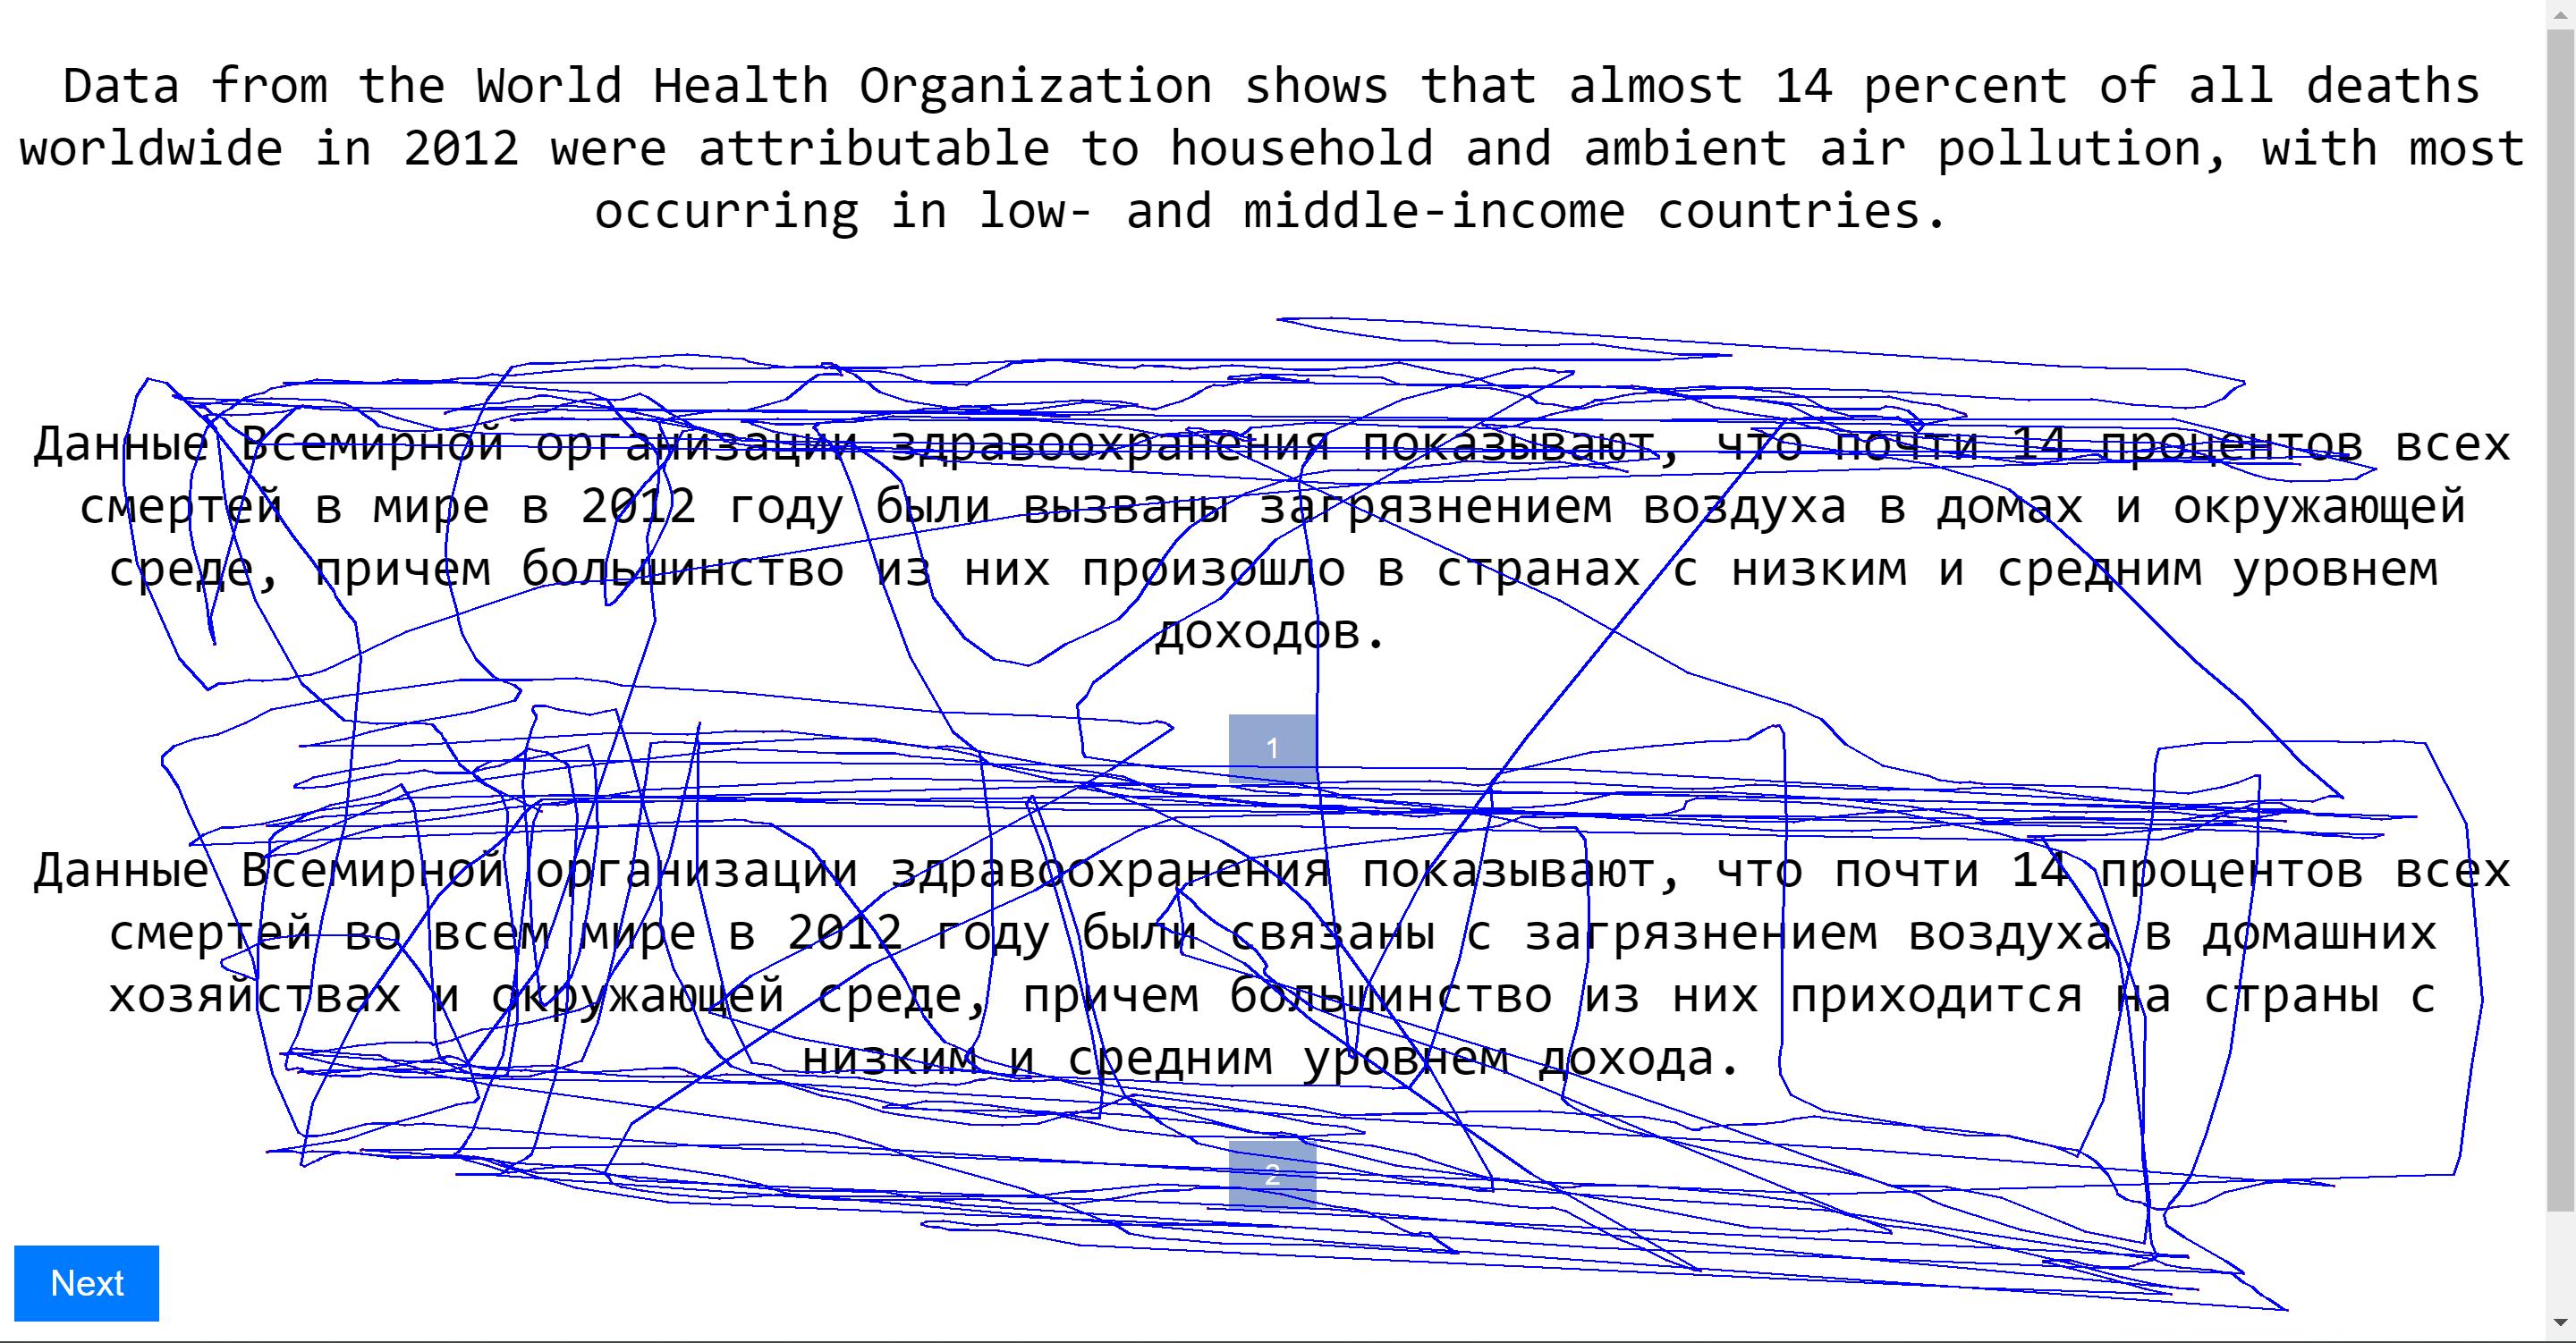 Data from the World Health Organization shows that almost 14 percent of all deaths
worldwide in 2012 were attributable to household and ambient air pollution, with most
occurring in low- and middle-income countries.
Данные Всемирной организации здравоохранения показывают, что почти 14 процентов всех
смертей в мире в 2012 году были вызваны загрязнением воздуха в домах и окружающей
среде, причем большинство из них произошло в странах с низким и средним уровнем
доходов.
1
Данные Всемирной организации здравоохранения показывают, что почти 14 процентов всех
смертей во всем мире в 2012 году были связаны с загрязнением воздуха в домашних
хозяйствах и окружающей среде, причем большинство из них приходится на страны с
низким и средним уровнем дохода.
2
Next